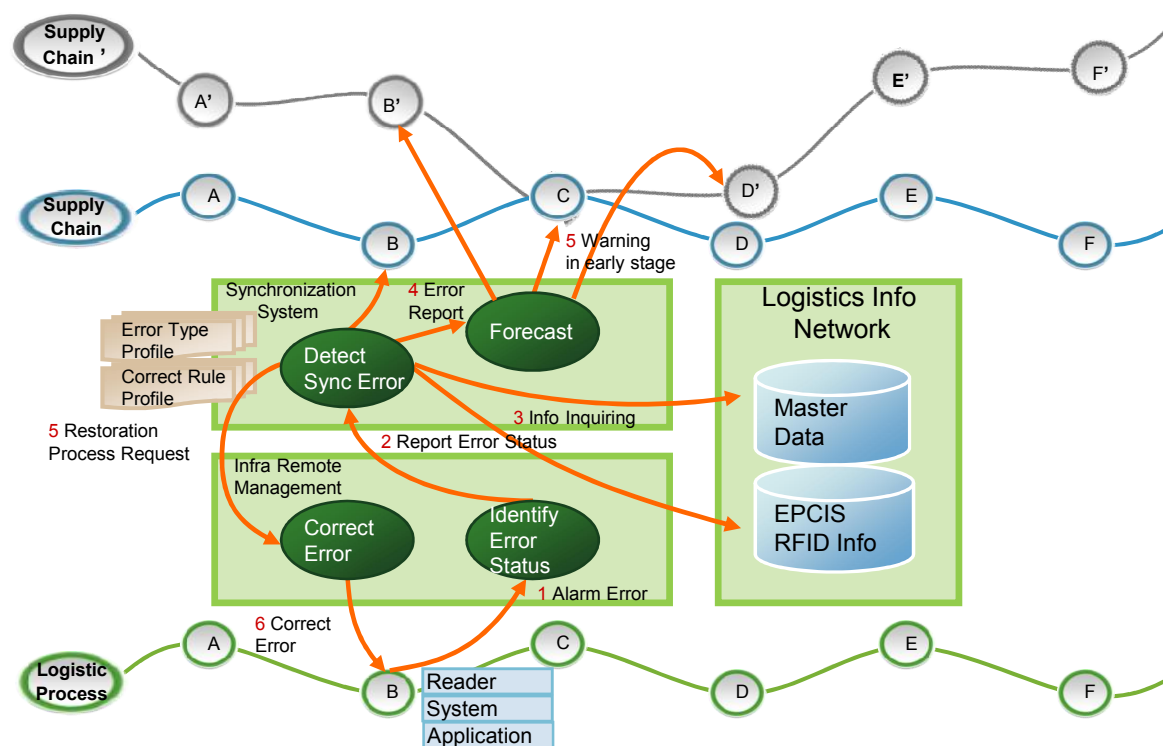 Supply
Chain '
A'
B'
E'
F'
D'
Supply
Chain
A
B
C
D
E
F
5 Warning
in early stage
Synchronization
System
4 Error
Report
Forecast
Error Type
Profile
Correct Rule
Profile
Detect
Sync Error
3 Info Inquiring
2 Report Error Status
5 Restoration
Process Request
Logistics Info
Network
Master
Data
EPCIS
RFID Info
Infra Remote
Management
Correct
Error
Identify
Error
Status
1 Alarm Error
6 Correct
Error
Logistic
Process
A
B
C
D
E
F
Reader
System
Application